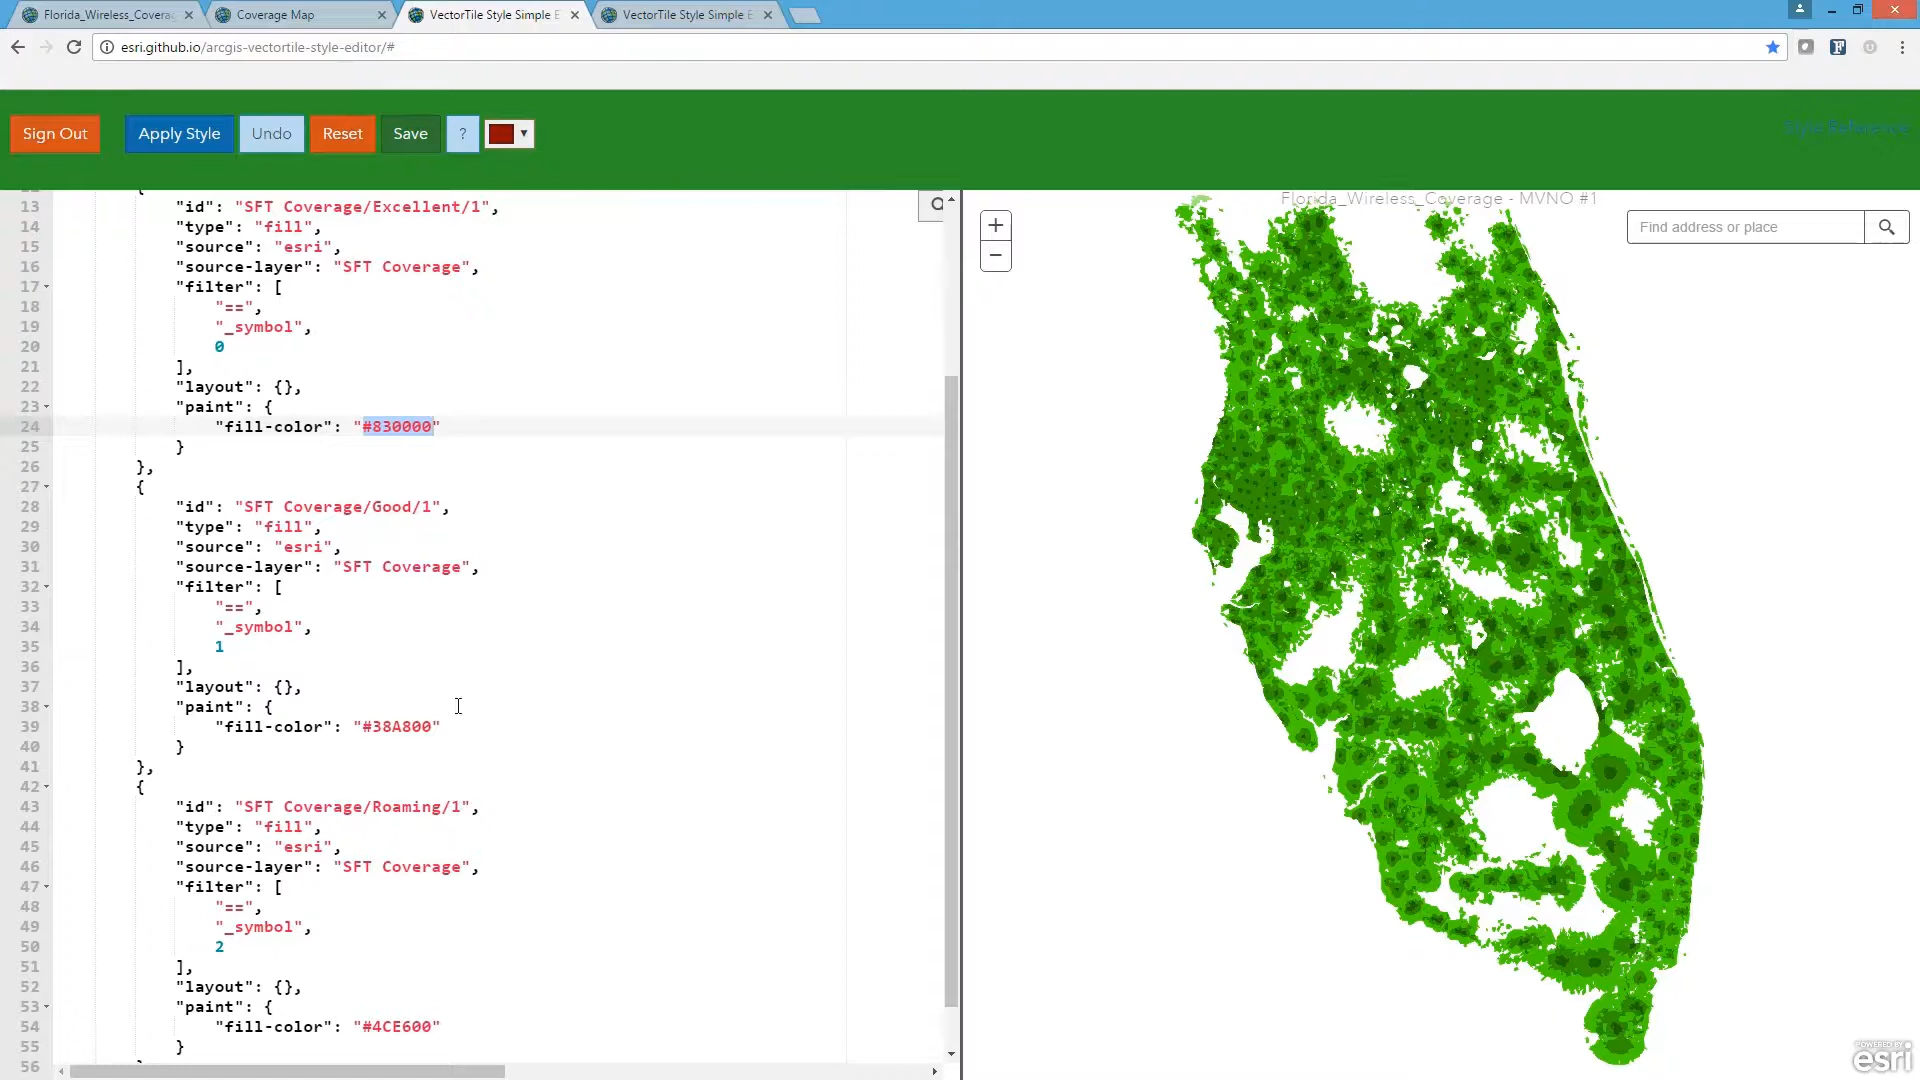 Florida_Wireless_Covera
Coverage Map
VectorTile Style Simple E
VectorTile Style Simple E
esri.github.io/arcgis-vectortile-style-editor/#
Sign Out
Apply Style
Undo
Reset
Save
?
Style Reference
13 "id": "SFT Coverage/Excellent/1",
14 "type": "fill",
15 "source": "esri",
16 "source-layer": "SFT Coverage",
17 "filter": [
18 "==",
19 "_symbol",
20 0
21 ],
22 "layout": {},
23 "paint": {
24 "fill-color": "#830000"
25 }
26 },
27 {
28 "id": "SFT Coverage/Good/1",
29 "type": "fill",
30 "source": "esri",
31 "source-layer": "SFT Coverage",
32 "filter": [
33 "==",
34 "_symbol",
35 1
36 ],
37 "layout": {},
38 "paint": {
39 "fill-color": "#38A800"
40 }
41 },
42 {
43 "id": "SFT Coverage/Roaming/1",
44 "type": "fill",
45 "source": "esri",
46 "source-layer": "SFT Coverage",
47 "filter": [
48 "==",
49 "_symbol",
50 2
51 ],
52 "layout": {},
53 "paint": {
54 "fill-color": "#4CE600"
55 }
56
Florida_Wireless_Coverage - MVNO #1
+
−
Find address or place
POWERED BY
esri